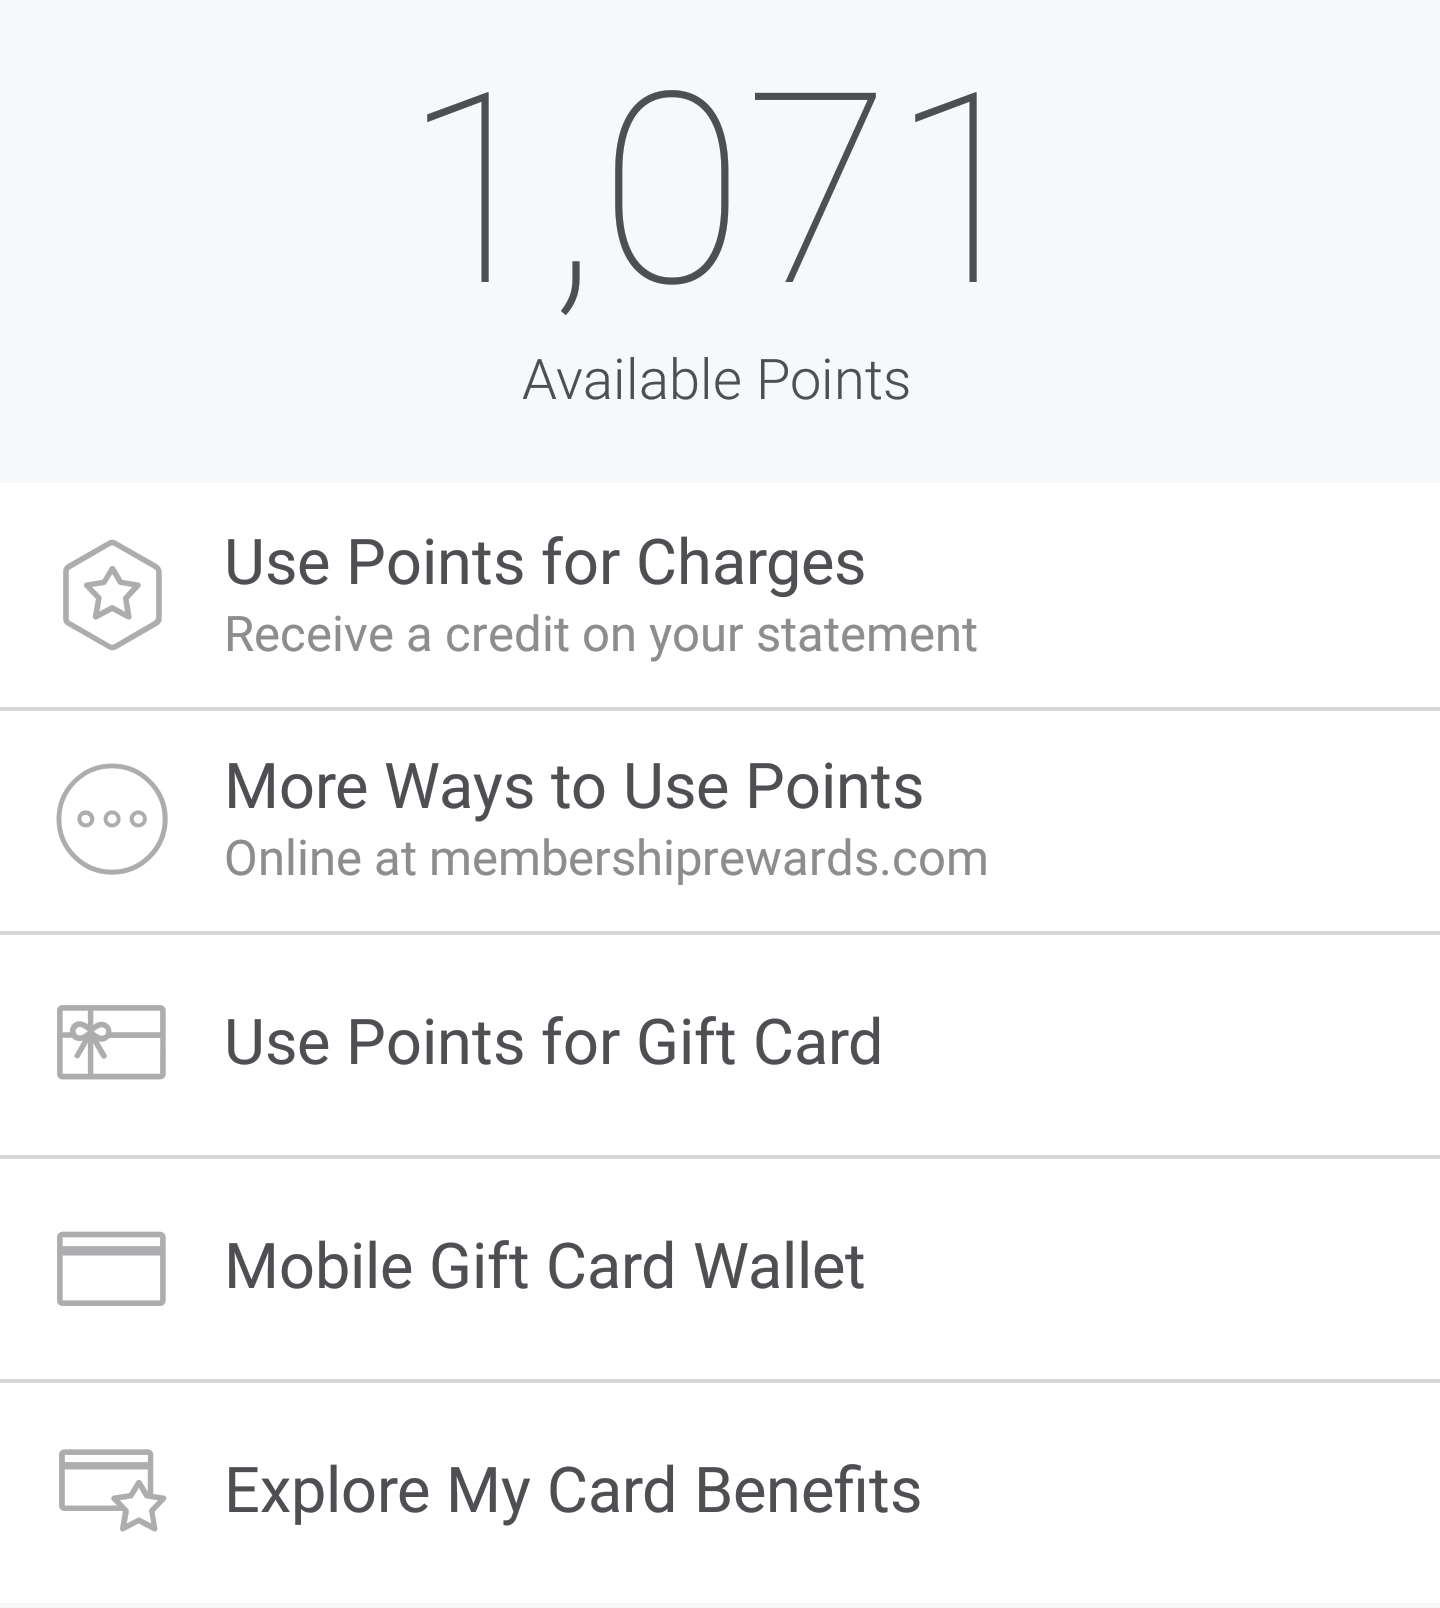 1,071
Available Points
Use Points for Charges
Receive a credit on your statement
More Ways to Use Points
Online at membershiprewards.com
Use Points for Gift Card
Mobile Gift Card Wallet
Explore My Card Benefits